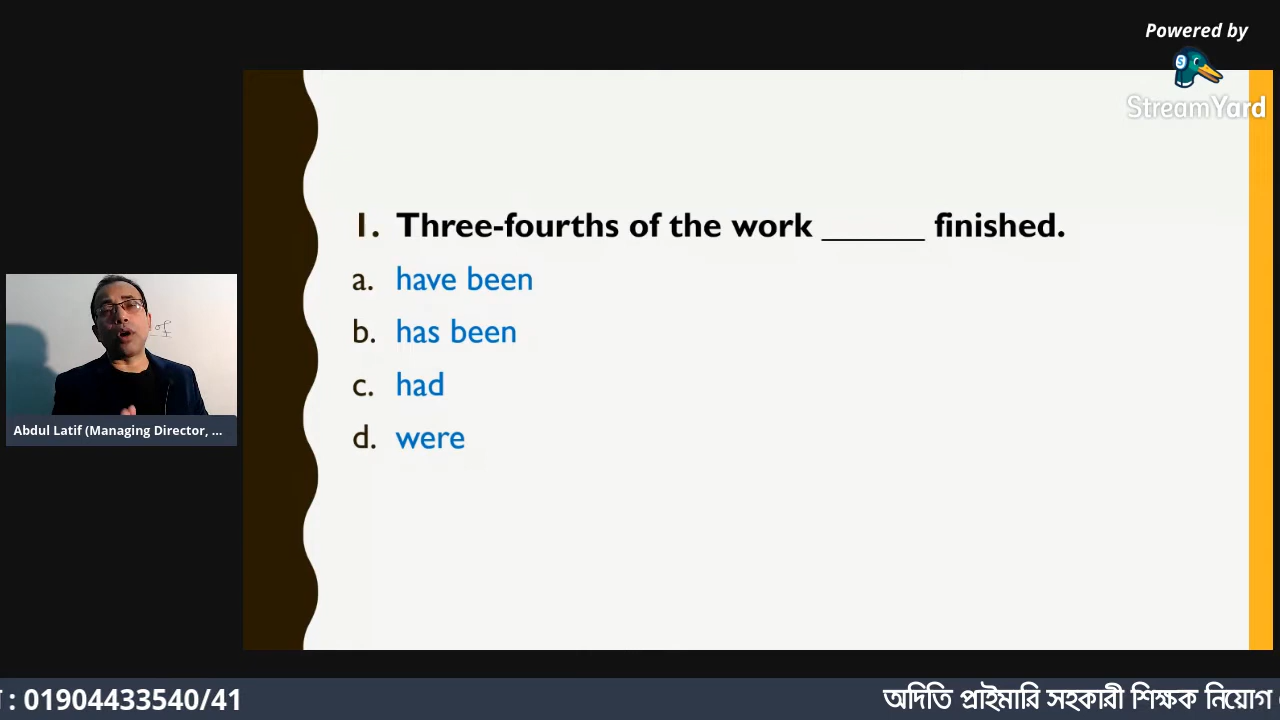 Powered by
StreamYard
1. Three-fourths of the work ______ finished.
a. have been
b. has been
c. had
d. were
Abdul Latif (Managing Director, ...
: 01904433540/41
অদিতি প্রাইমারি সহকারী শিক্ষক নিয়োগ